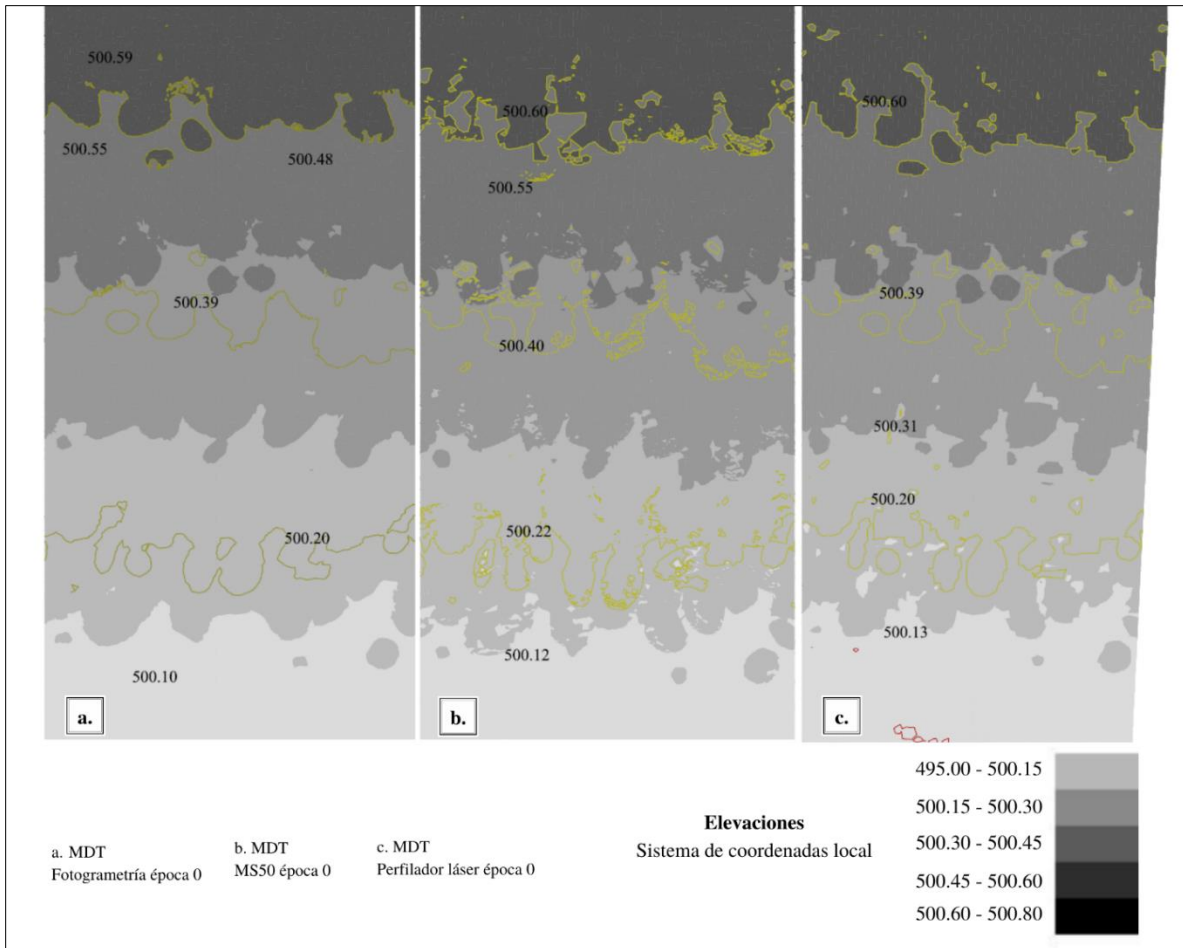 500.59
500.55
500.48
500.39
500.20
500.10
a.
500.60
500.55
500.40
500.22
500.12
b.
500.60
500.39
500.31
500.20
500.13
c.
a. MDT
Fotogrametría época 0
b. MDT
MS50 época 0
c. MDT
Perfilador láser época 0
Elevaciones
Sistema de coordenadas local
495.00 - 500.15
500.15 - 500.30
500.30 - 500.45
500.45 - 500.60
500.60 - 500.80